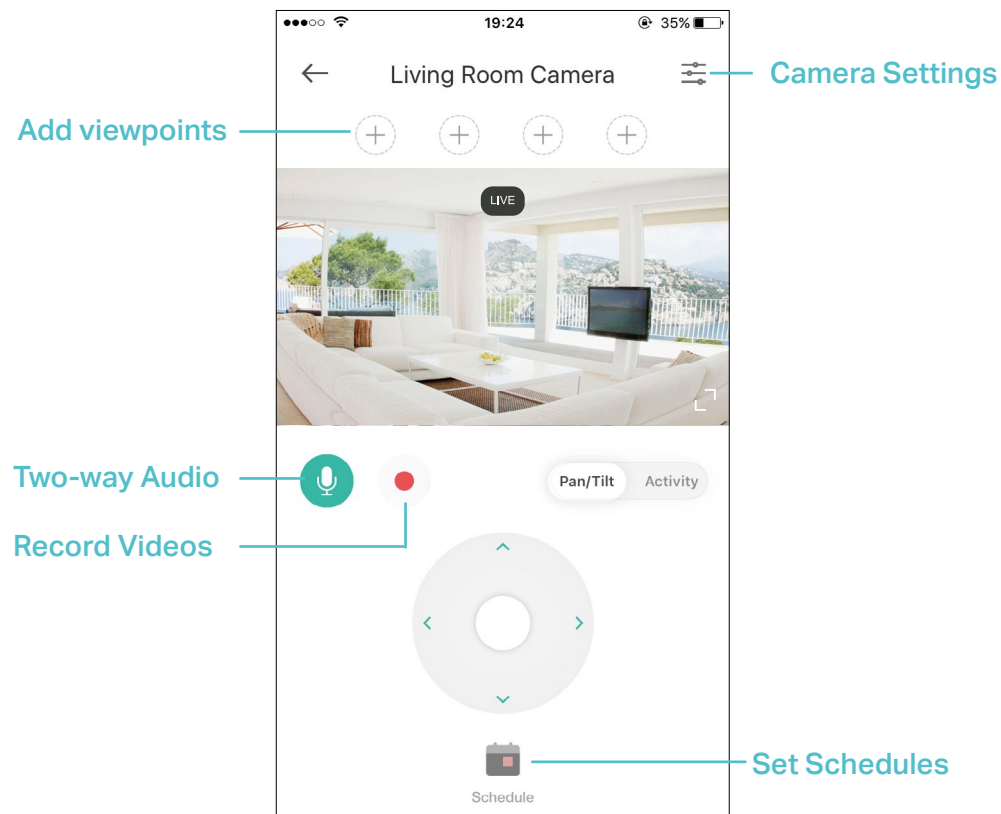 19:24
35%
Living Room Camera
Camera Settings
Add viewpoints
LIVE
Two-way Audio
Pan/Tilt
Activity
Record Videos
Set Schedules
Schedule